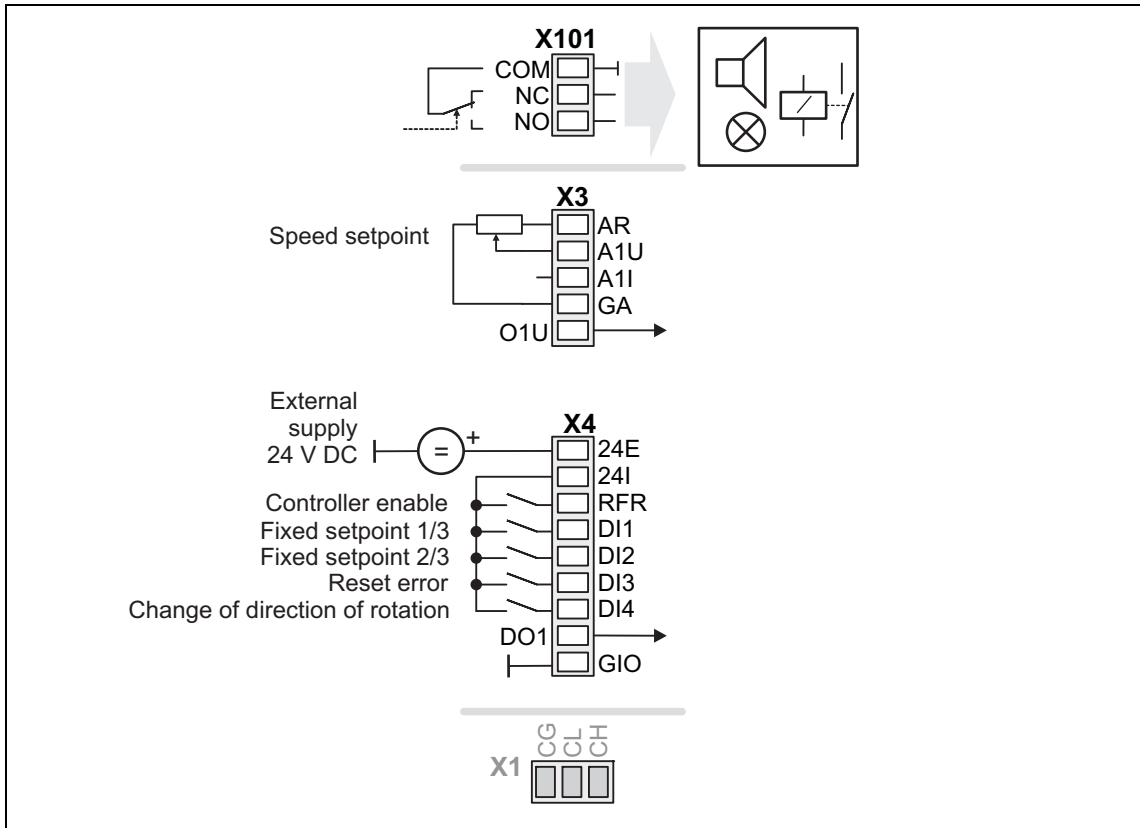 X101
COM
NC
NO
X3
Speed setpoint
AR
A1U
A1I
GA
O1U
External
supply
24 V DC
=
+
X4
24E
24I
Controller enable
RFR
Fixed setpoint 1/3
DI1
Fixed setpoint 2/3
DI2
Reset error
DI3
Change of direction of rotation
DI4
DO1
GIO
X1
CG
CL
CH